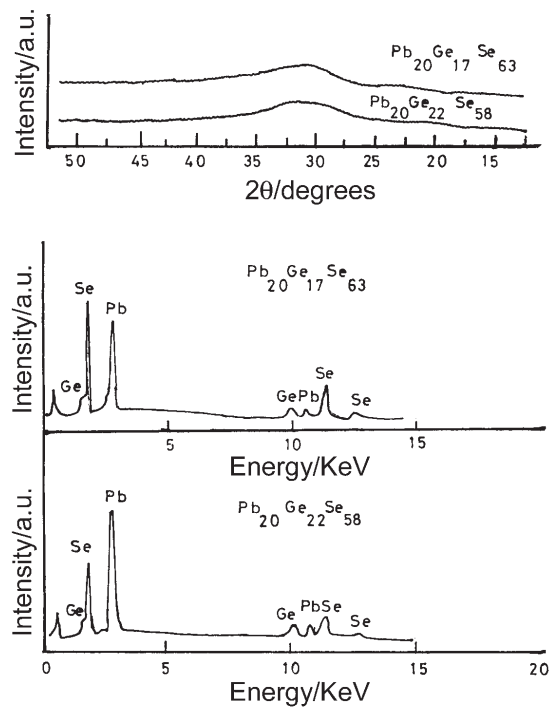 Intensity/a.u.
Pb20Ge17Se63
Pb20Ge22Se58
50 45 40 35 30 25 20 15
2θ/degrees
Intensity/a.u.
Pb20Ge17Se63
Se
Pb
Ge
Ge Pb Se Se
5 10 15
Energy/KeV
Intensity/a.u.
Pb20Ge22Se58
Pb
Se
Ge
Ge PbSe Se
0 5 10 15 20
Energy/KeV